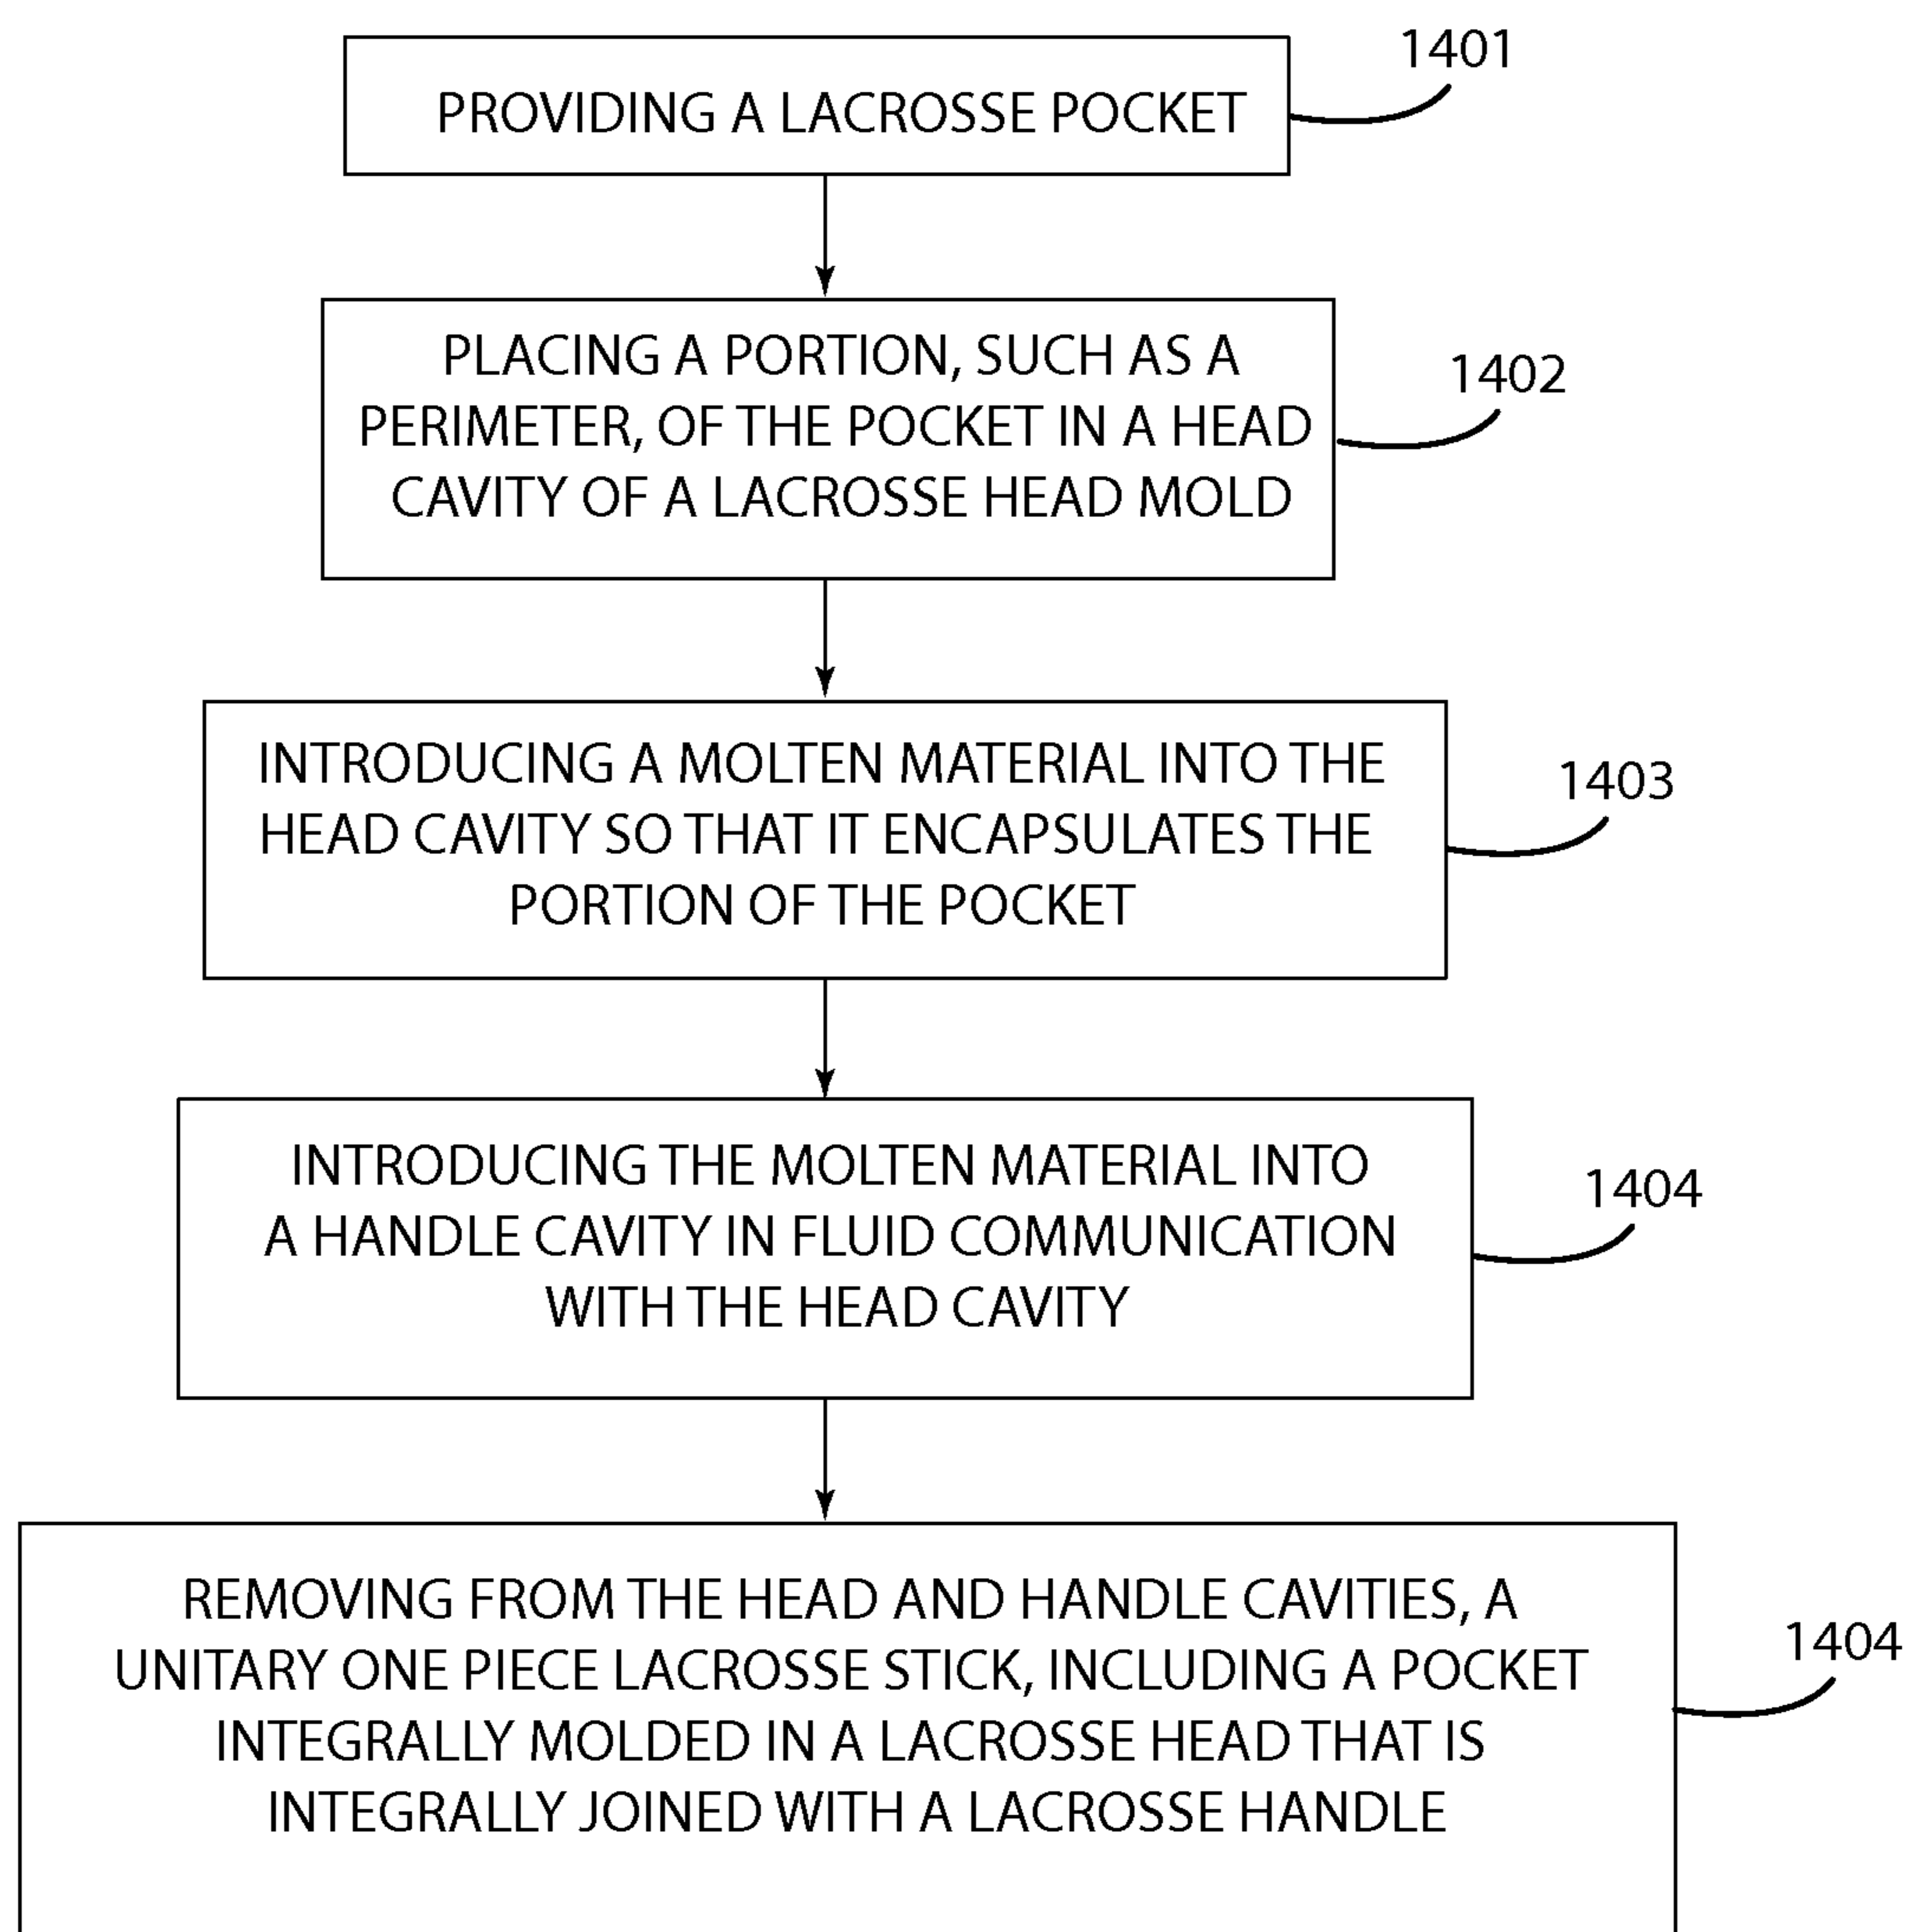 1401
PROVIDING A LACROSSE POCKET
PLACING A PORTION, SUCH AS A
1402
PERIMETER, OF THE POCKET IN A HEAD
CAVITY OF A LACROSSE HEAD MOLD
INTRODUCING A MOLTEN MATERIAL INTO THE
1403
HEAD CAVITY SO THAT IT ENCAPSULATES THE
PORTION OF THE POCKET
INTRODUCING THE MOLTEN MATERIAL INTO
1404
A HANDLE CAVITY IN FLUID COMMUNICATION
WITH THE HEAD CAVITY
REMOVING FROM THE HEAD AND HANDLE CAVITIES, A
1404
UNITARY ONE PIECE LACROSSE STICK, INCLUDING A POCKET
INTEGRALLY MOLDED IN A LACROSSE HEAD THAT IS
INTEGRALLY JOINED WITH A LACROSSE HANDLE